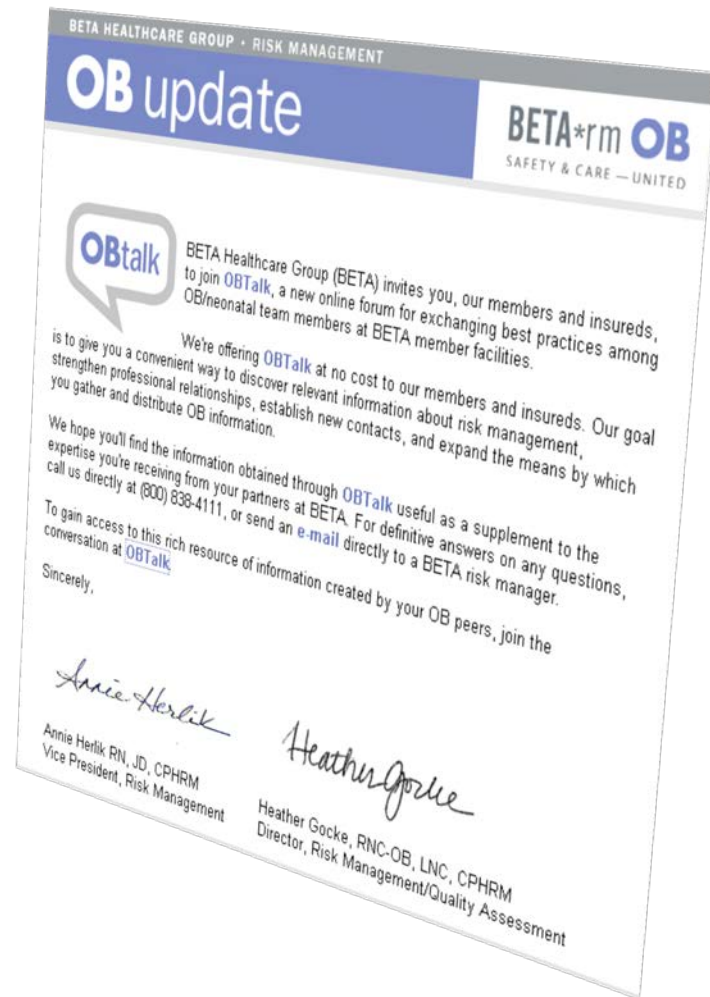 BETA HEALTHCARE GROUP • RISK MANAGEMENT
OB update
BETA*rm OB
SAFETY & CARE — UNITED
OBtalk
BETA Healthcare Group (BETA) invites you, our members and insureds,
to join OBTalk, a new online forum for exchanging best practices among
OB/neonatal team members at BETA member facilities.
We're offering OBTalk at no cost to our members and insureds. Our goal
is to give you a convenient way to discover relevant information about risk management,
strengthen professional relationships, establish new contacts, and expand the means by which
you gather and distribute OB information.
We hope you'll find the information obtained through OBTalk useful as a supplement to the
expertise you're receiving from your partners at BETA. For definitive answers on any questions,
call us directly at (800) 838-4111, or send an e-mail directly to a BETA risk manager.
To gain access to this rich resource of information created by your OB peers, join the
conversation at OBTalk.
Sincerely,
Annie Herlik
Heather Gocke
Annie Herlik RN, JD, CPHRM
Vice President, Risk Management
Heather Gocke, RNC-OB, LNC, CPHRM
Director, Risk Management/Quality Assessment